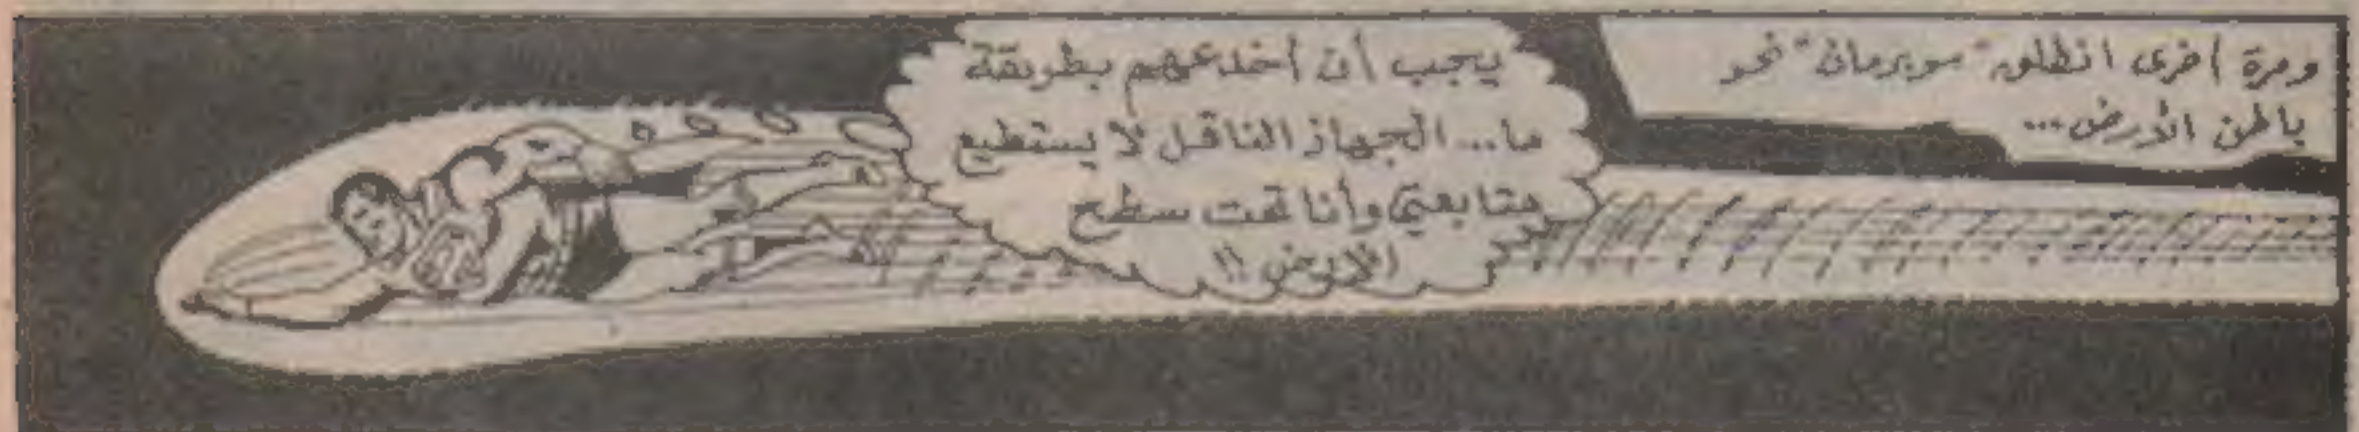 ومرة أخرى انطلق "سوبرمان" نحو
باطن الأرض...
يجب أن أخدعهم بطريقة
ما... الجهاز الناقل لا يستطيع
متابعتي وأنا تحت سطح
الأرض !!